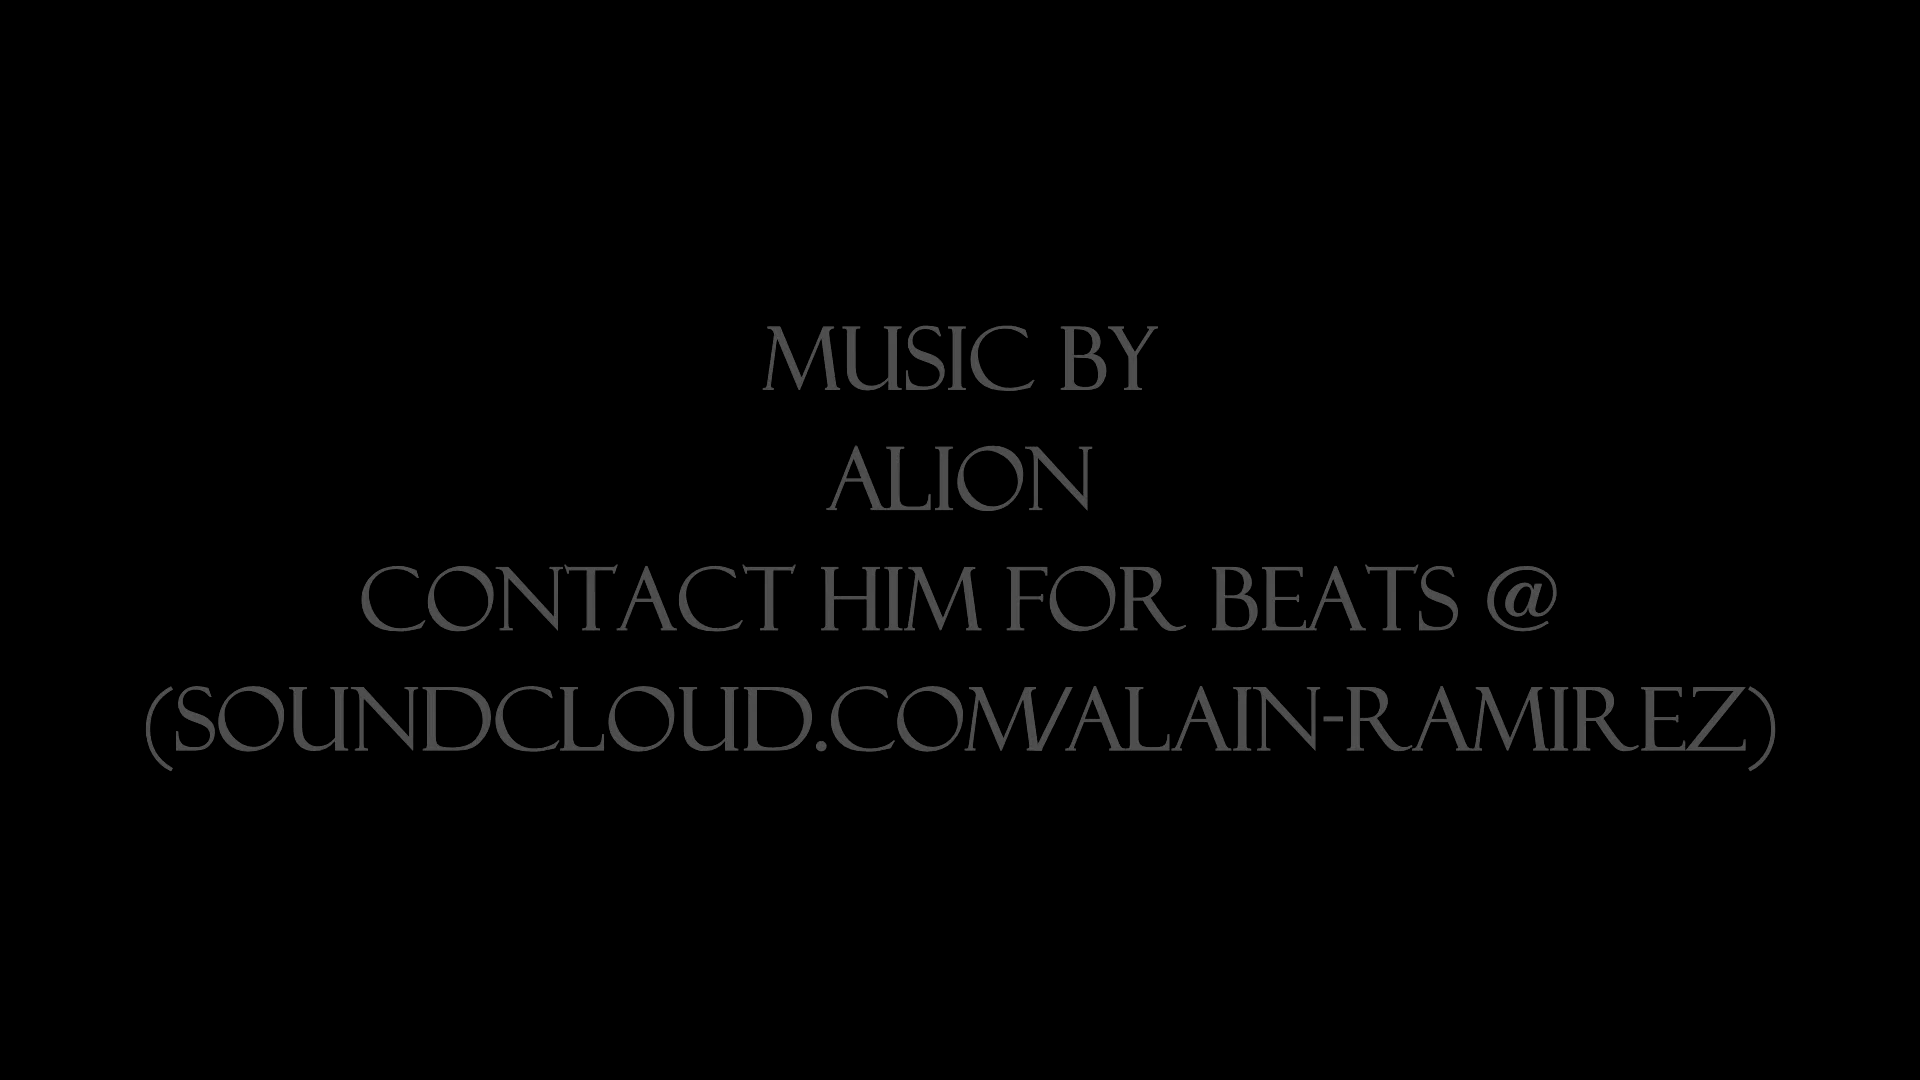 MUSIC BY
ALION
CONTACT HIM FOR BEATS @
(SOUNDCLOUD.COM/ALAIN-RAMIREZ)